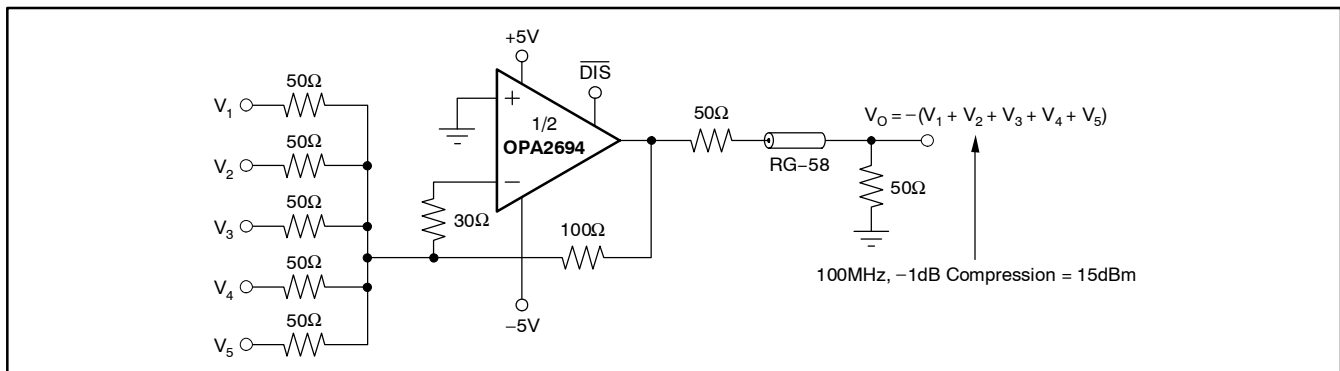 +5V
DIS
50Ω
V1
50Ω
V2
50Ω
V3
50Ω
V4
50Ω
V5
+
1/2
OPA2694
−
30Ω
100Ω
−5V
50Ω
RG−58
50Ω
VO = −(V1 + V2 + V3 + V4 + V5)
100MHz, −1dB Compression = 15dBm